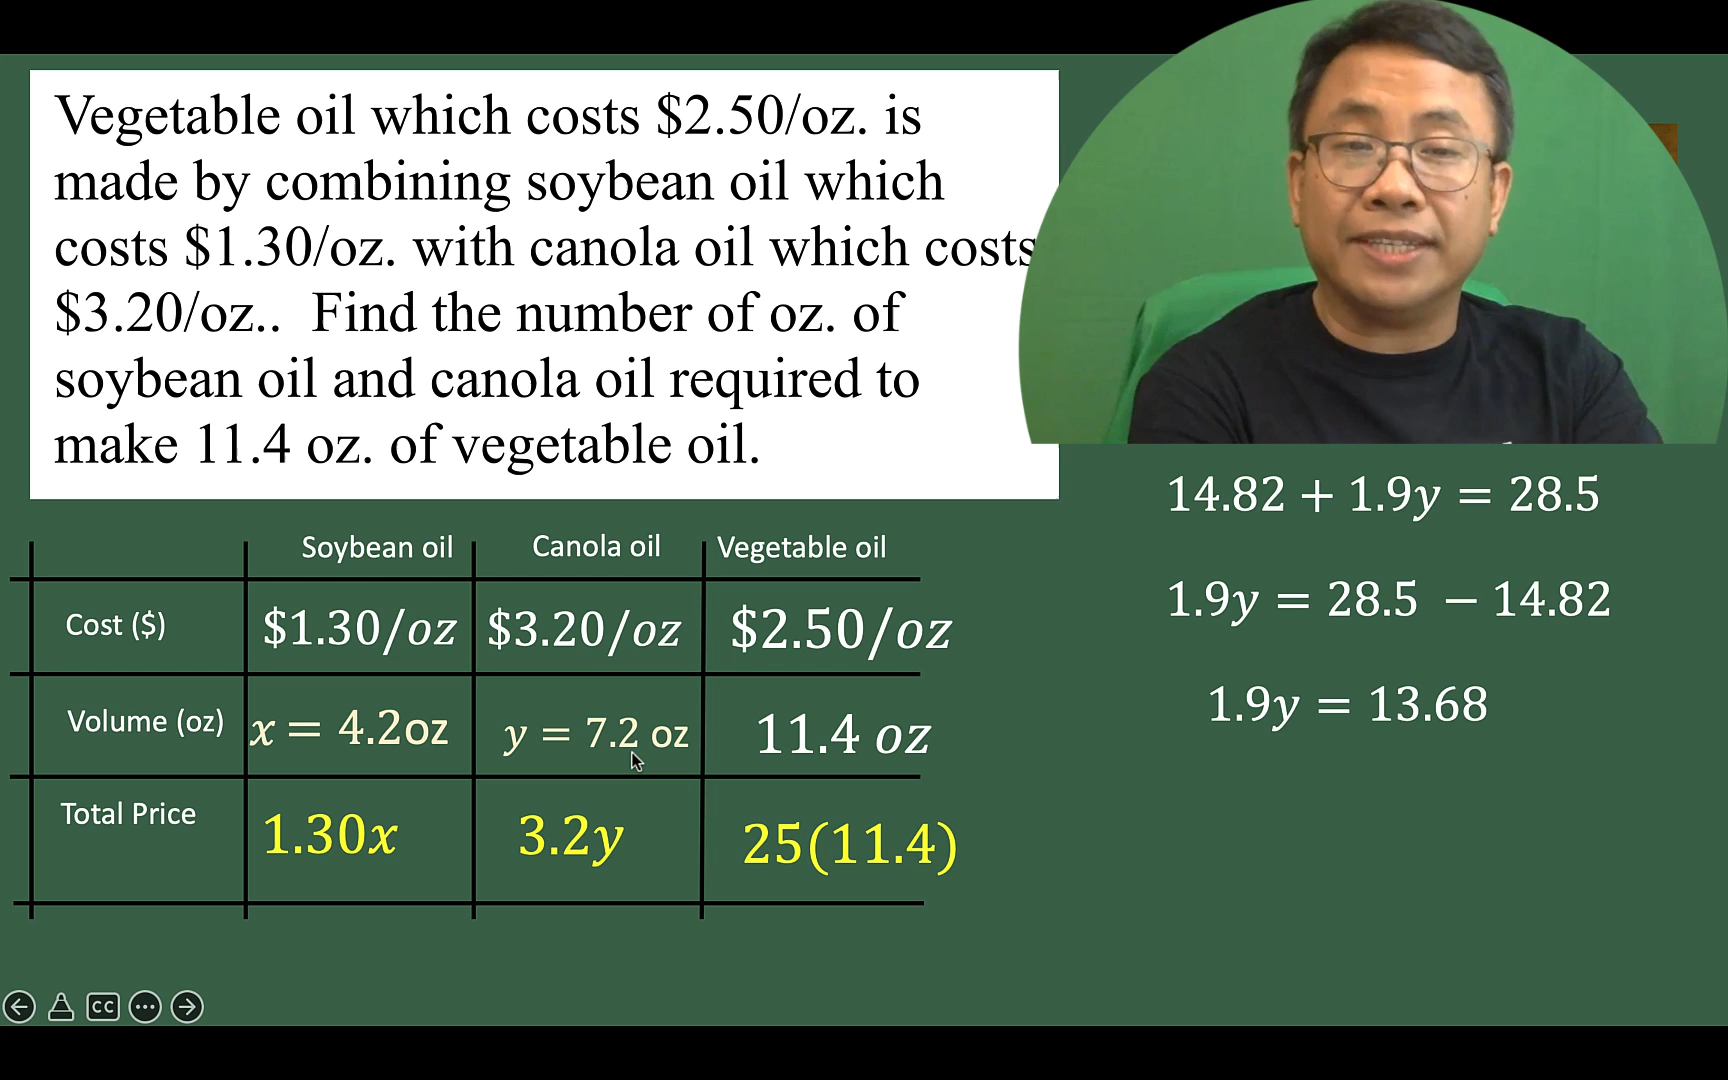 Vegetable oil which costs $2.50/oz. is
made by combining soybean oil which
costs $1.30/oz. with canola oil which costs
$3.20/oz.. Find the number of oz. of
soybean oil and canola oil required to
make 11.4 oz. of vegetable oil.
14.82 + 1.9y = 28.5
1.9y = 28.5 − 14.82
1.9y = 13.68
Soybean oil Canola oil Vegetable oil
Cost ($) $1.30/oz $3.20/oz $2.50/oz
Volume (oz) x = 4.2oz y = 7.2 oz 11.4 oz
Total Price 1.30x 3.2y 25(11.4)
CC